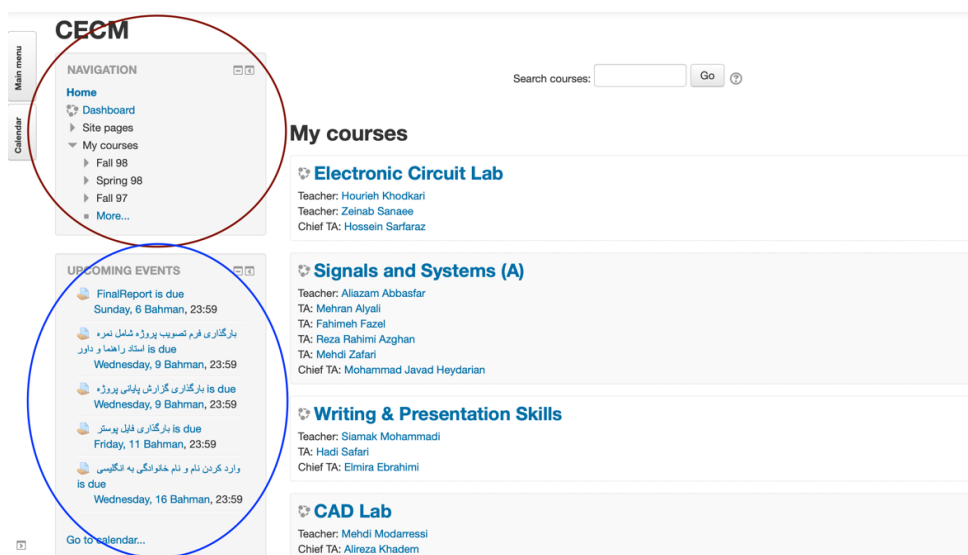 CECM
Main menu
Calendar
NAVIGATION
Home
Dashboard
Site pages
My courses
Fall 98
Spring 98
Fall 97
More...
UPCOMING EVENTS
FinalReport is due
Sunday, 6 Bahman, 23:59
بارگذاری فرم تصویب پروژه شامل نمره
استاد راهنما و داور is due
Wednesday, 9 Bahman, 23:59
بارگذاری گزارش پایانی پروژه is due
Wednesday, 9 Bahman, 23:59
بارگذاری فایل پوستر is due
Friday, 11 Bahman, 23:59
وارد کردن نام و نام خانوادگی به انگلیسی
is due
Wednesday, 16 Bahman, 23:59
Go to calendar...
Search courses:
Go
My courses
Electronic Circuit Lab
Teacher: Hourieh Khodkari
Teacher: Zeinab Sanaee
Chief TA: Hossein Sarfaraz
Signals and Systems (A)
Teacher: Aliazam Abbasfar
TA: Mehran Alyali
TA: Fahimeh Fazel
TA: Reza Rahimi Azghan
TA: Mehdi Zafari
Chief TA: Mohammad Javad Heydarian
Writing & Presentation Skills
Teacher: Siamak Mohammadi
TA: Hadi Safari
Chief TA: Elmira Ebrahimi
CAD Lab
Teacher: Mehdi Modarressi
Chief TA: Alireza Khadem